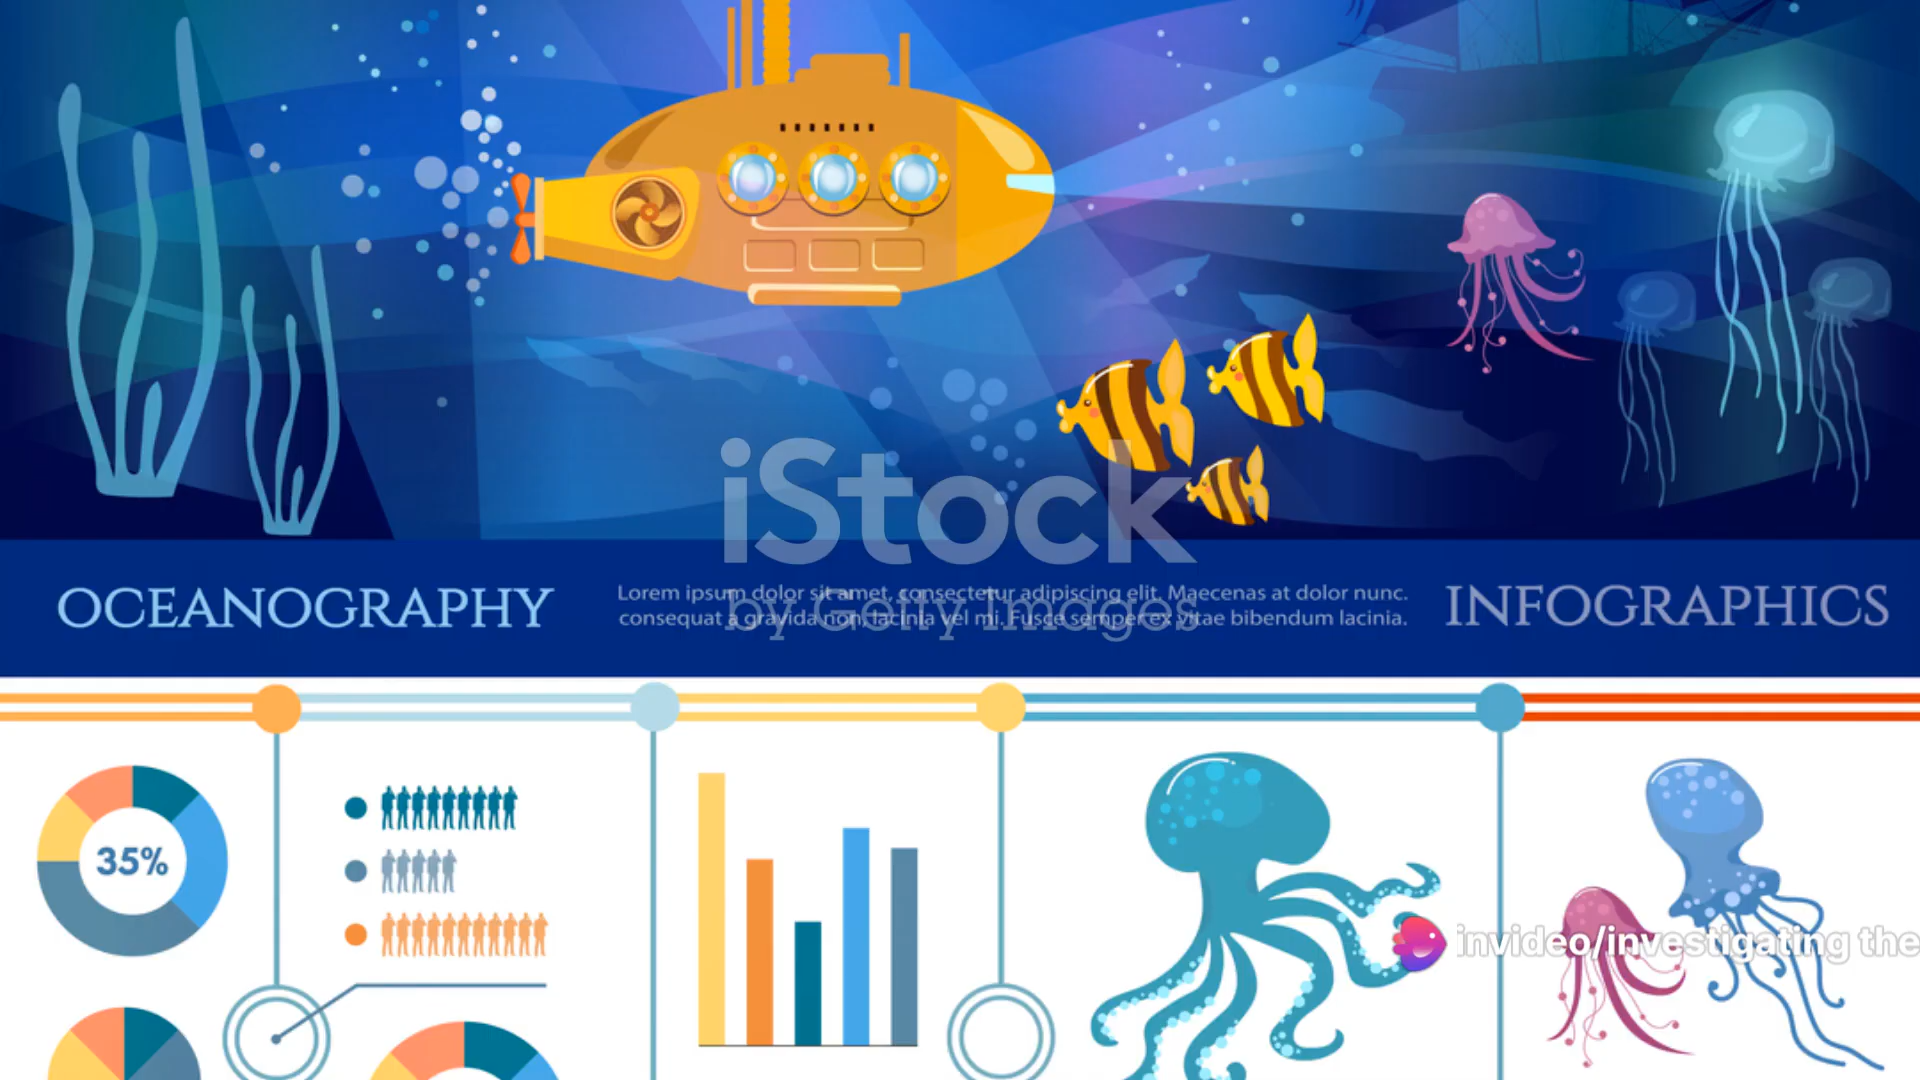 iStock
by Getty Images
OCEANOGRAPHY
Lorem ipsum dolor sit amet, consectetur adipiscing elit. Maecenas at dolor nunc.
consequat a gravida non, lacinia vel mi. Fusce semper ex vitae bibendum lacinia.
INFOGRAPHICS
35%
invideo/investigating the